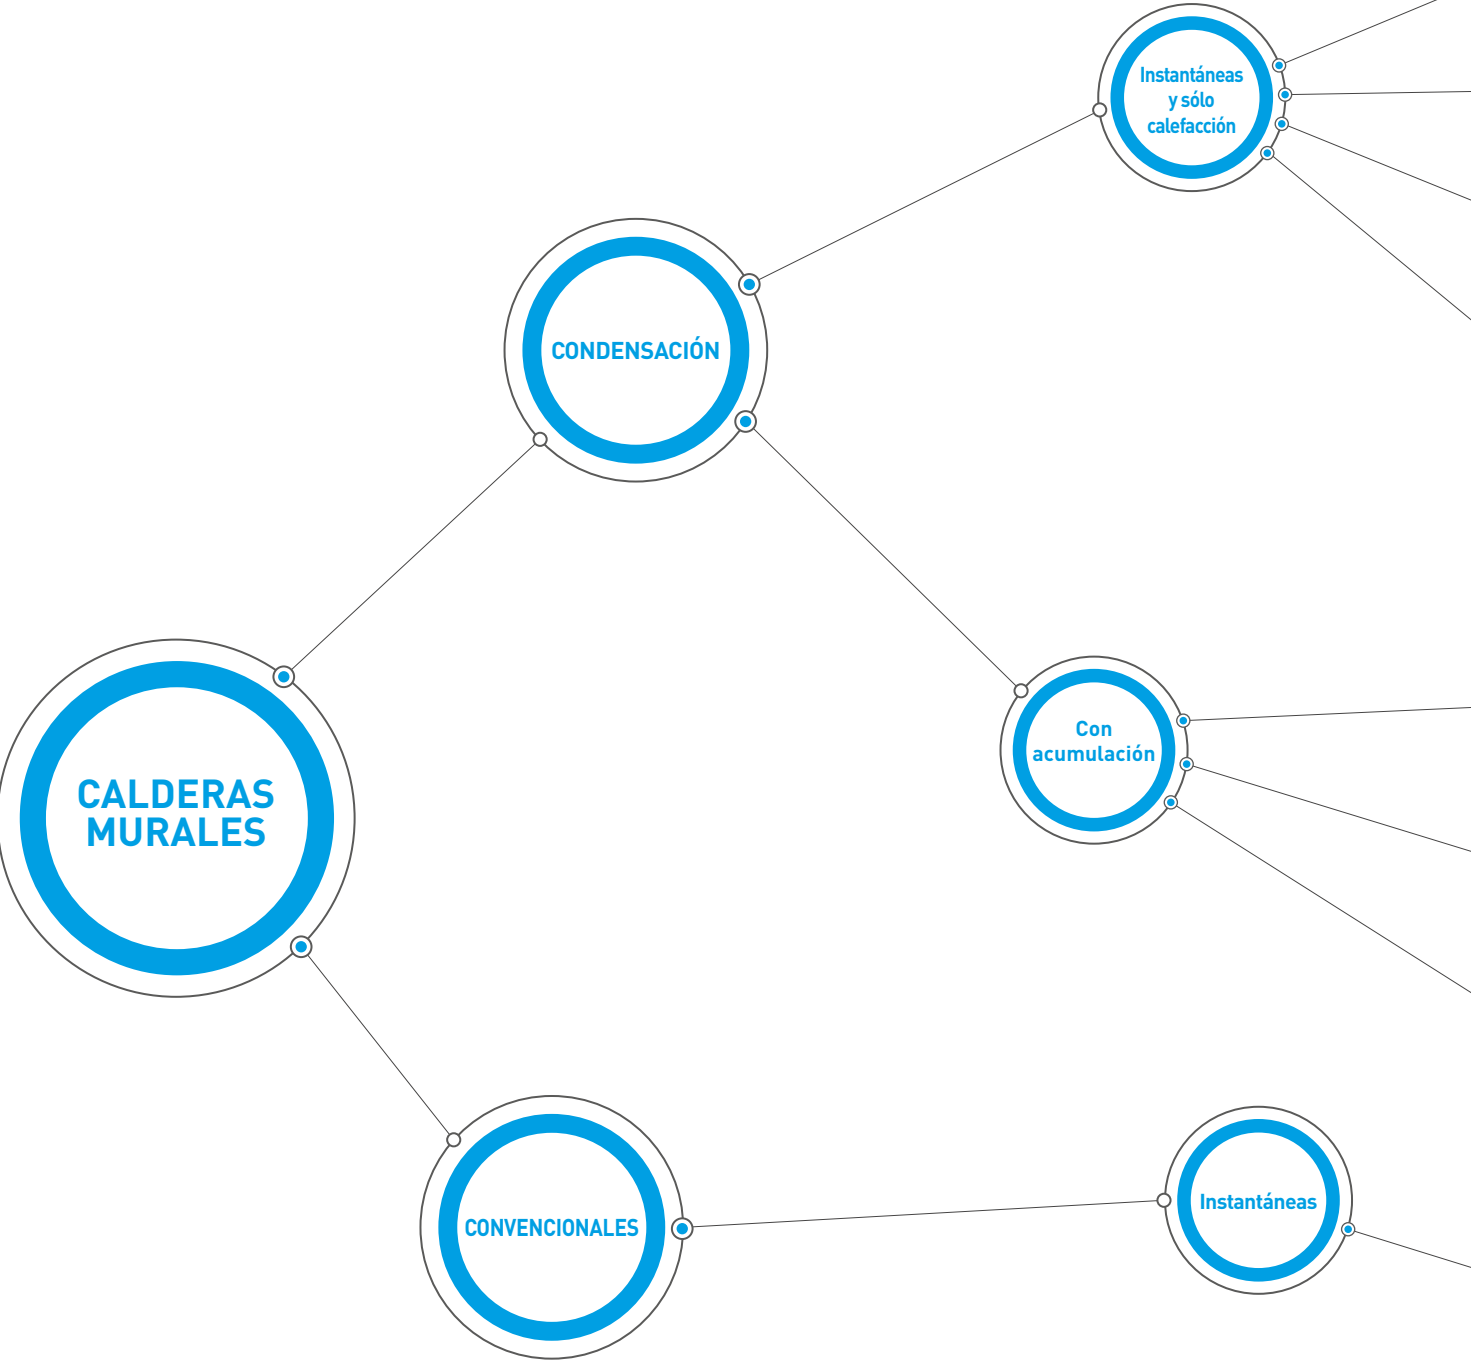 Instantáneas
y sólo
calefacción
CONDENSACIÓN
Con
acumulación
CALDERAS
MURALES
Instantáneas
CONVENCIONALES